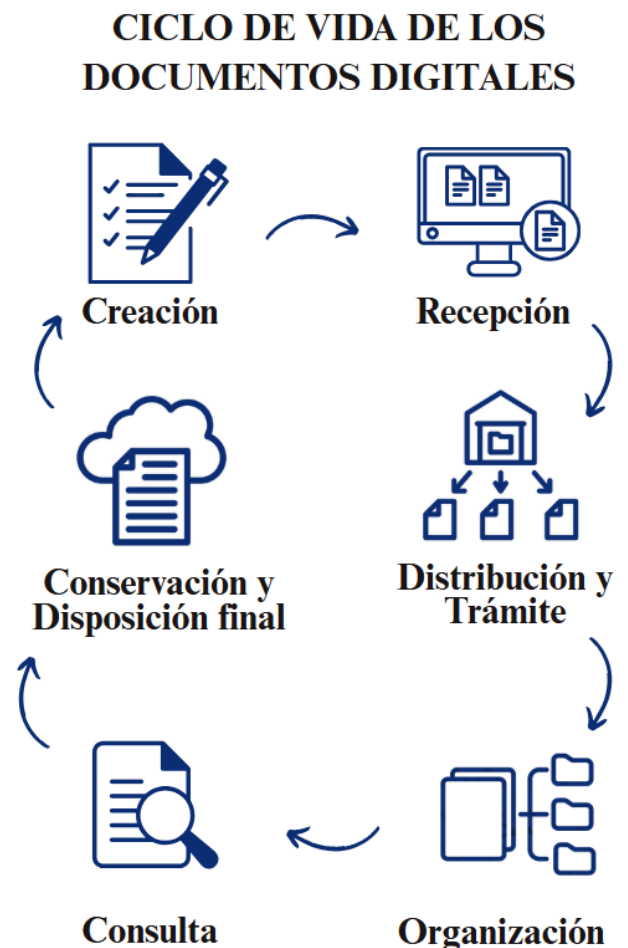 CICLO DE VIDA DE LOS
DOCUMENTOS DIGITALES
Creación
Recepción
Distribución y
Trámite
Organización
Consulta
Conservación y
Disposición final